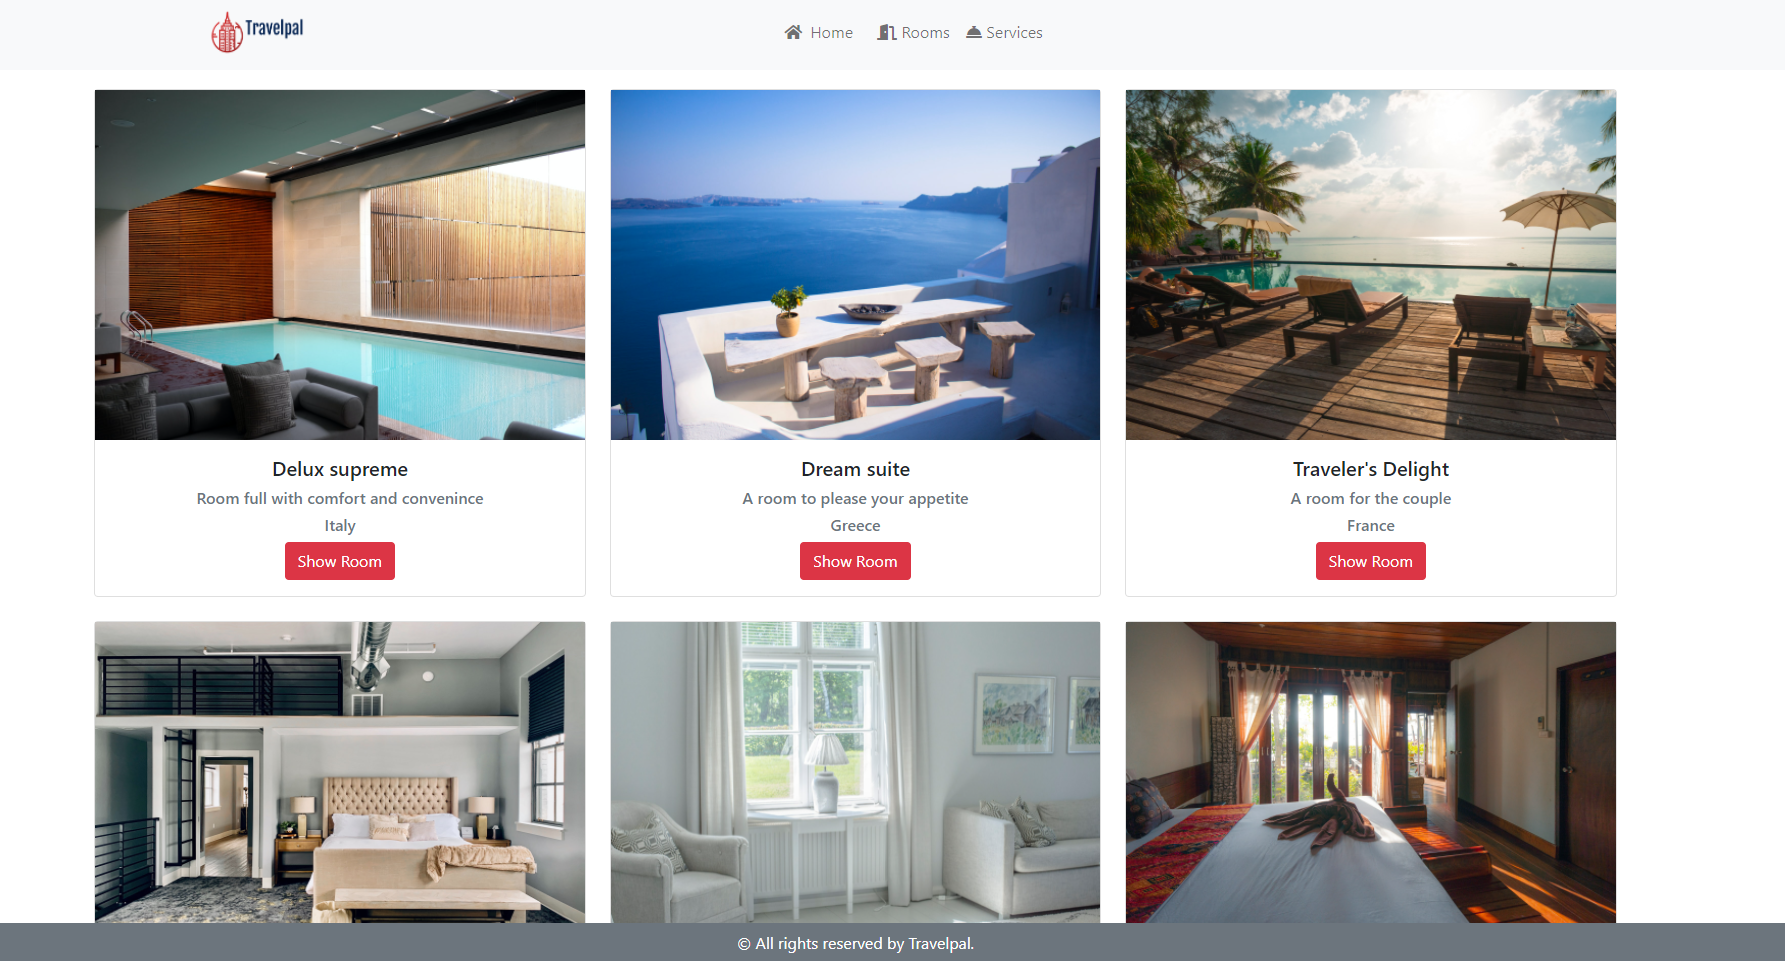 Travelpal
Home Rooms Services
Delux supreme
Room full with comfort and convenince
Italy
Show Room
Dream suite
A room to please your appetite
Greece
Show Room
Traveler's Delight
A room for the couple
France
Show Room
© All rights reserved by Travelpal.